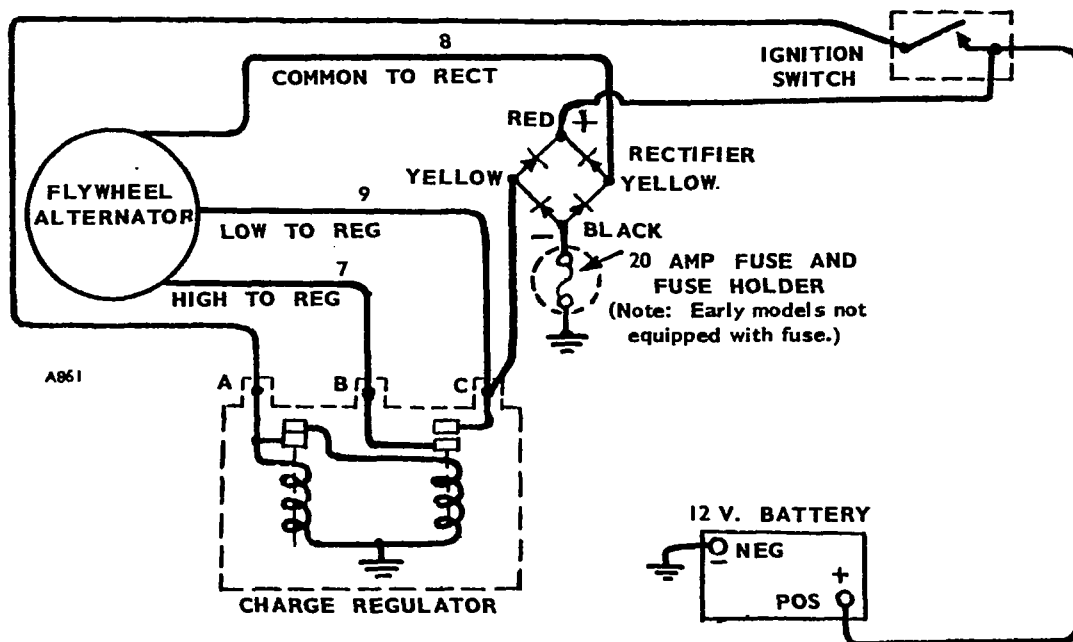 8
COMMON TO RECT
IGNITION
SWITCH
RED +
RECTIFIER
YELLOW
YELLOW.
FLYWHEEL
ALTERNATOR
9
LOW TO REG
− BLACK
20 AMP FUSE AND
FUSE HOLDER
(Note: Early models not
equipped with fuse.)
7
HIGH TO REG
A861
A
B
C
CHARGE REGULATOR
12 V. BATTERY
NEG
−
+
POS